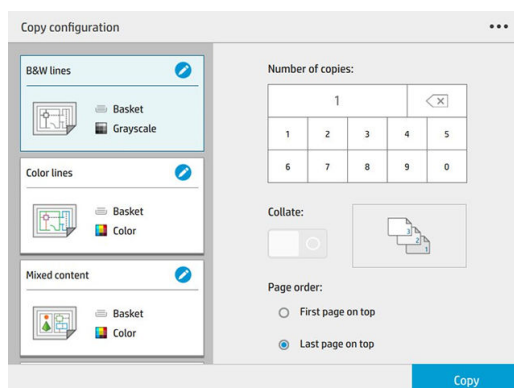 Copy configuration
B&W lines
Basket
Grayscale
Color lines
Basket
Color
Mixed content
Basket
Color
Number of copies:
1
1 2 3 4 5
6 7 8 9 0
Collate:
3
2
1
Page order:
First page on top
Last page on top
Copy